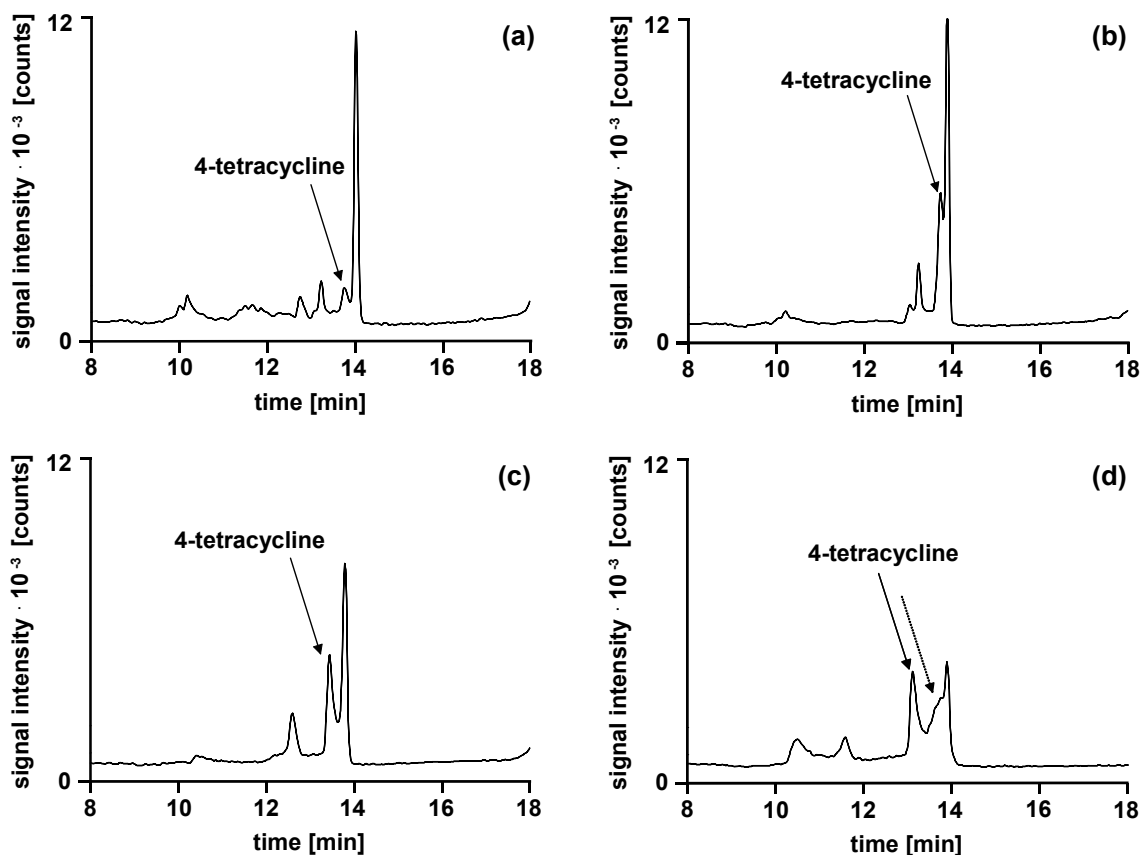 12
(a)
4-tetracycline
signal intensity · 10 -3 [counts]
0
8 10 12 14 16 18
time [min]
12
(b)
4-tetracycline
signal intensity · 10 -3 [counts]
0
8 10 12 14 16 18
time [min]
12
(c)
4-tetracycline
signal intensity · 10 -3 [counts]
0
8 10 12 14 16 18
time [min]
12
(d)
4-tetracycline
signal intensity · 10 -3 [counts]
0
8 10 12 14 16 18
time [min]